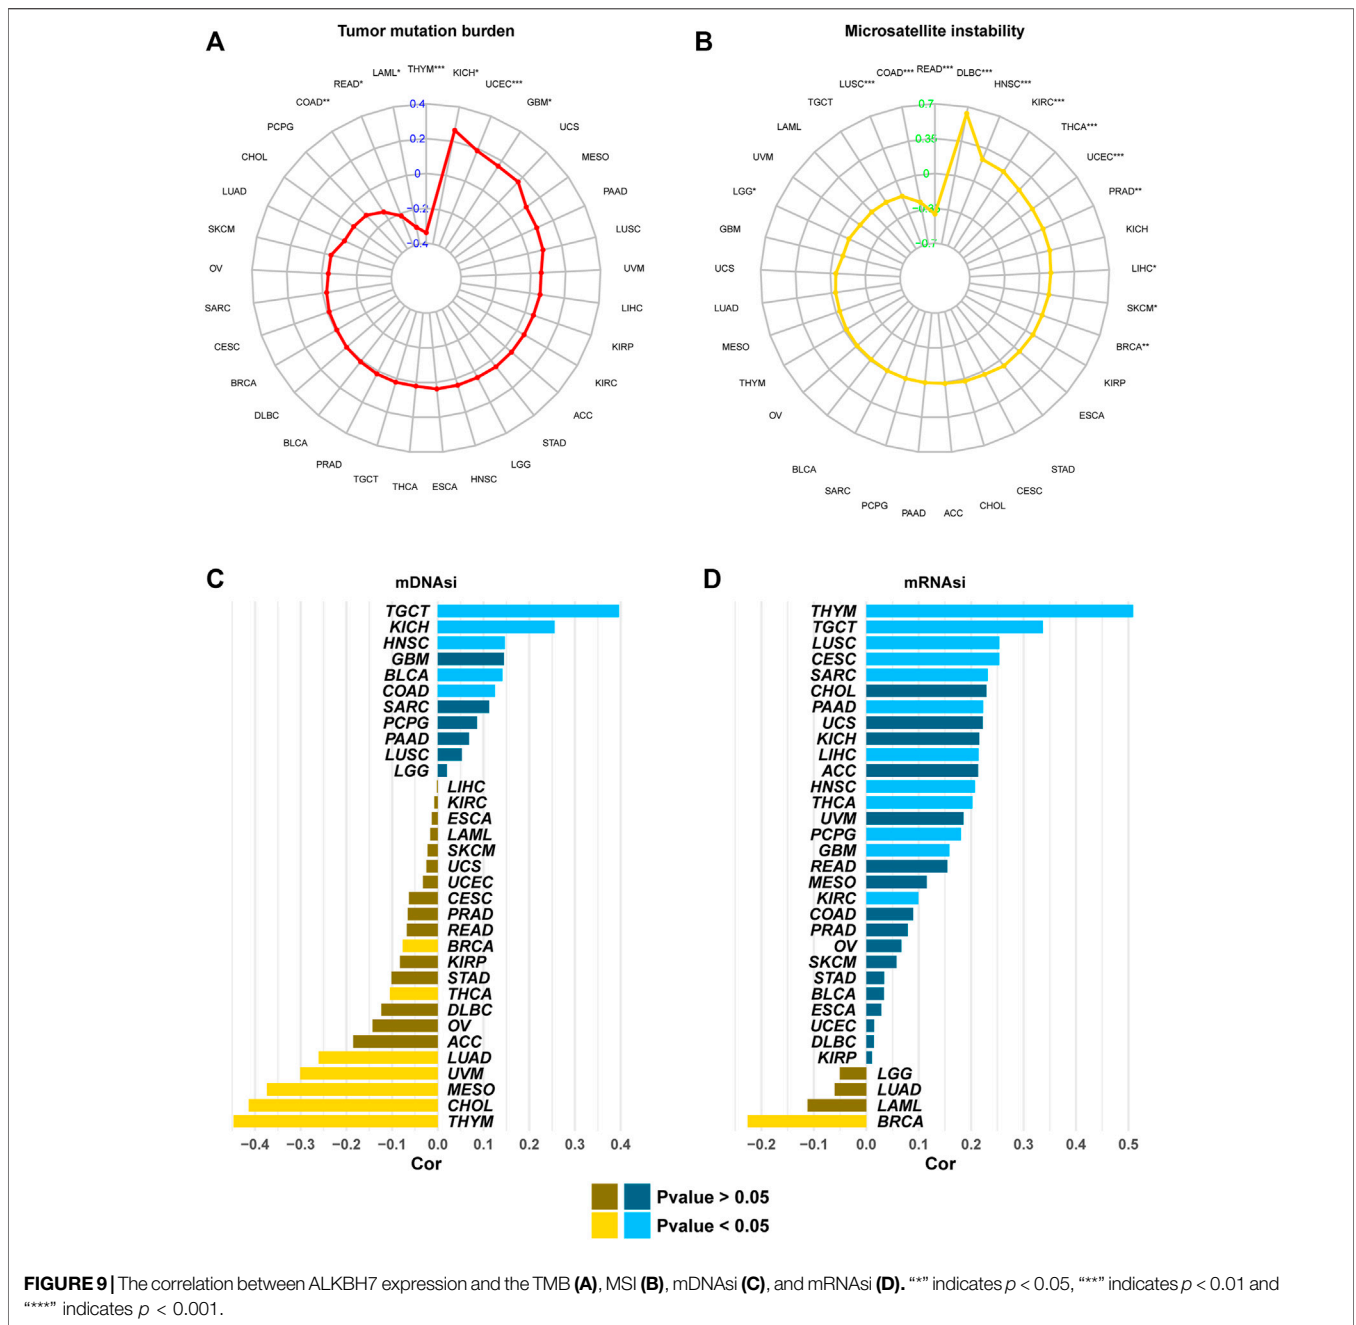 A
Tumor mutation burden
THYM***
KICH*
UCEC***
GBM*
UCS
MESO
PAAD
LUSC
UVM
LIHC
KIRP
KIRC
ACC
STAD
LGG
HNSC
ESCA
THCA
TGCT
PRAD
BLCA
DLBC
BRCA
CESC
SARC
OV
SKCM
LUAD
CHOL
PCPG
COAD**
READ*
LAML*
0.4
0.2
0
−0.2
−0.4
B
Microsatellite instability
READ***
DLBC***
HNSC***
KIRC***
THCA***
UCEC***
PRAD**
KICH
LIHC*
SKCM*
BRCA**
KIRP
ESCA
STAD
CESC
CHOL
ACC
PAAD
PCPG
SARC
BLCA
OV
THYM
MESO
LUAD
UCS
GBM
LGG*
UVM
LAML
TGCT
LUSC***
COAD***
0.7
0.35
0
−0.35
−0.7
C
mDNAsi
TGCT
KICH
HNSC
GBM
BLCA
COAD
SARC
PCPG
PAAD
LUSC
LGG
LIHC
KIRC
ESCA
LAML
SKCM
UCS
UCEC
CESC
PRAD
READ
BRCA
KIRP
STAD
THCA
DLBC
OV
ACC
LUAD
UVM
MESO
CHOL
THYM
−0.4 −0.3 −0.2 −0.1 0.0 0.1 0.2 0.3 0.4
Cor
D
mRNAsi
THYM
TGCT
LUSC
CESC
SARC
CHOL
PAAD
UCS
KICH
LIHC
ACC
HNSC
THCA
UVM
PCPG
GBM
READ
MESO
KIRC
COAD
PRAD
OV
SKCM
STAD
BLCA
ESCA
UCEC
DLBC
KIRP
LGG
LUAD
LAML
BRCA
−0.2 −0.1 0.0 0.1 0.2 0.3 0.4 0.5
Cor
Pvalue > 0.05
Pvalue < 0.05
FIGURE 9 | The correlation between ALKBH7 expression and the TMB (A), MSI (B), mDNAsi (C), and mRNAsi (D). “*” indicates p < 0.05, “**” indicates p < 0.01 and
“***” indicates p < 0.001.